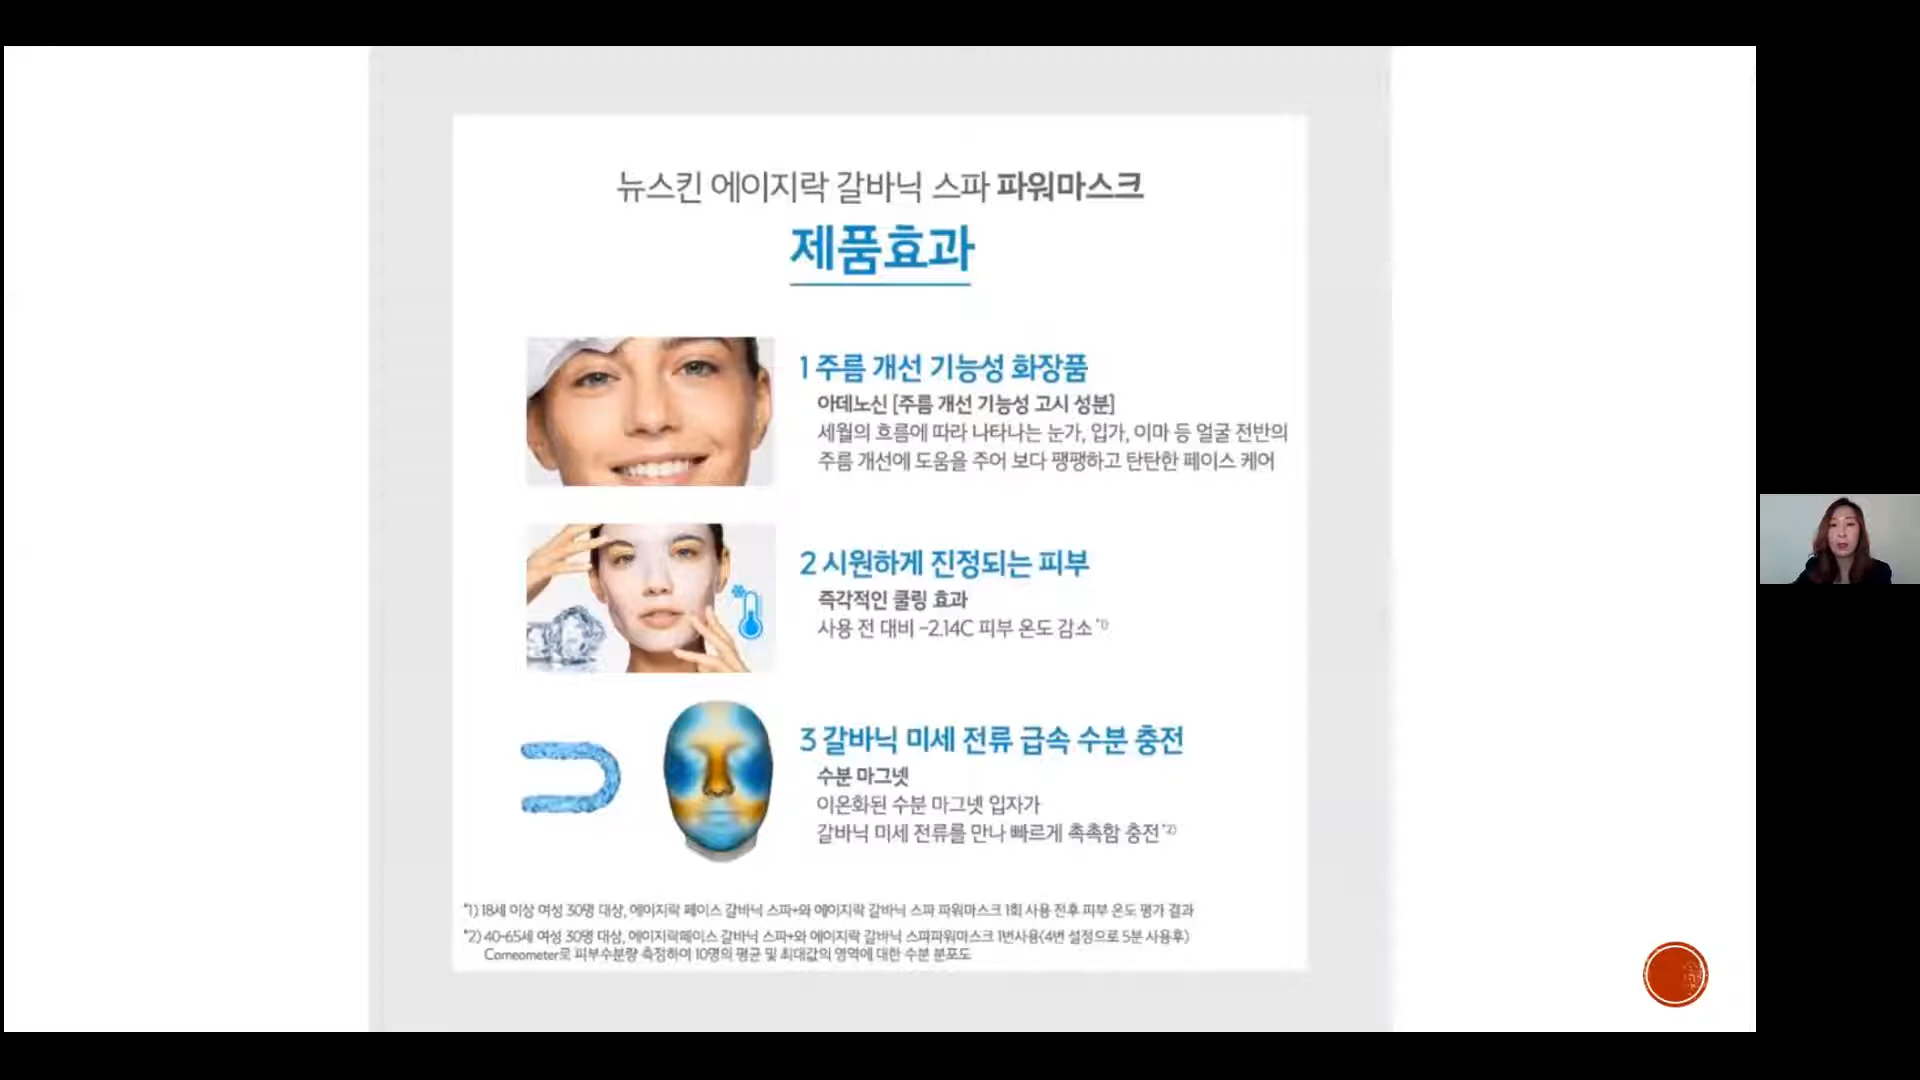 뉴스킨 에이지락 갈바닉 스파 파워마스크
제품효과
1 주름 개선 기능성 화장품
아데노신 [주름 개선 기능성 고시 성분]
세월의 흐름에 따라 나타나는 눈가, 입가, 이마 등 얼굴 전반의
주름 개선에 도움을 주어 보다 팽팽하고 탄탄한 페이스 케어
2 시원하게 진정되는 피부
즉각적인 쿨링 효과
사용 전 대비 -2.14C 피부 온도 감소 *1)
3 갈바닉 미세 전류 급속 수분 충전
수분 마그넷
이온화된 수분 마그넷 입자가
갈바닉 미세 전류를 만나 빠르게 촉촉함 충전 *2)
*1) 18세 이상 여성 30명 대상, 에이지락 페이스 갈바닉 스파+와 에이지락 갈바닉 스파 파워마스크 1회 사용 전후 피부 온도 평가 결과
*2) 40-65세 여성 30명 대상, 에이지락페이스 갈바닉 스파+와 에이지락 갈바닉 스파파워마스크 1번사용(4번 설정으로 5분 사용후)
Corneometer로 피부수분량 측정하여 10명의 평균 및 최대값의 영역에 대한 수분 분포도